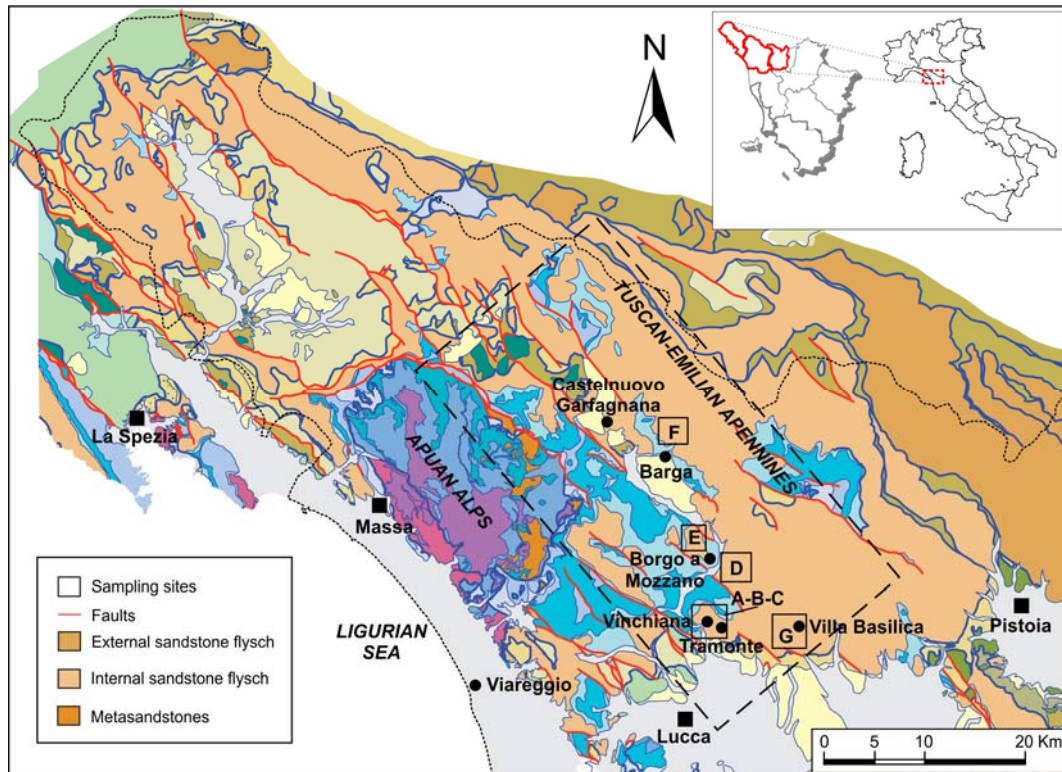 N
TUSCAN-EMILIAN APENNINES
Castelnuovo
Garfagnana
F
Barga
La Spezia
APUAN ALPS
Massa
E
Borgo a
Mozzano
D
A-B-C
Vinchiana
Tramonte
G
Villa Basilica
Pistoia
LIGURIAN
SEA
Viareggio
Lucca
Sampling sites
Faults
External sandstone flysch
Internal sandstone flysch
Metasandstones
0 5 10 20 Km